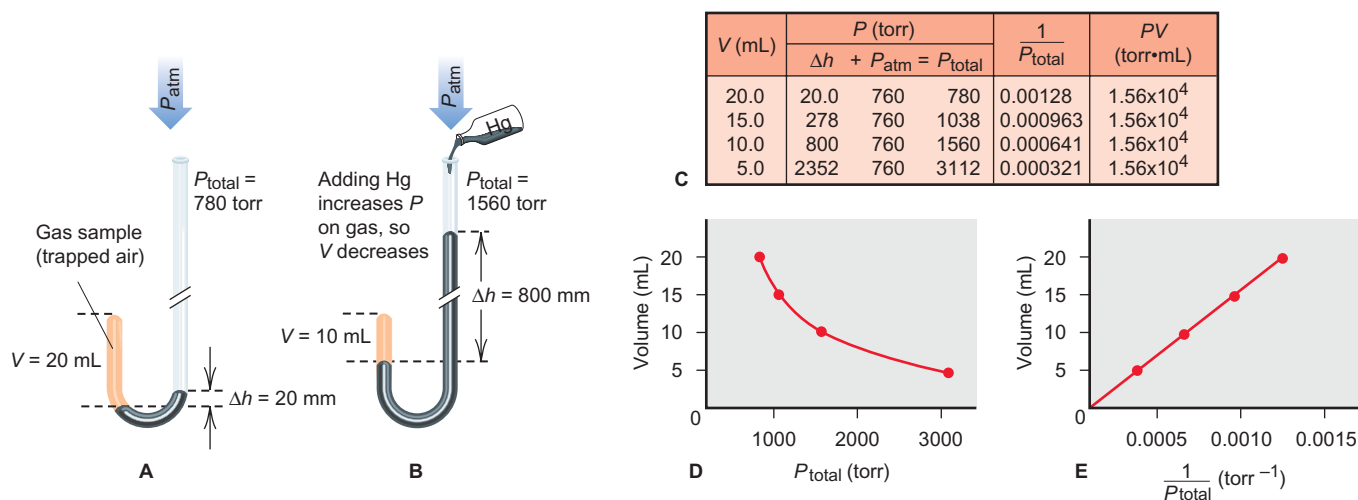 P_atm
P_total =
780 torr
Gas sample
(trapped air)
V = 20 mL
Δh = 20 mm
A
P_atm
Hg
Adding Hg
increases P
on gas, so
V decreases
P_total =
1560 torr
Δh = 800 mm
V = 10 mL
B
V (mL) P (torr) 1/P_total PV (torr•mL)
Δh + P_atm = P_total
20.0 20.0 760 780 0.00128 1.56x10^4
15.0 278 760 1038 0.000963 1.56x10^4
10.0 800 760 1560 0.000641 1.56x10^4
5.0 2352 760 3112 0.000321 1.56x10^4
C
Volume (mL)
20
15
10
5
0
1000 2000 3000
D P_total (torr)
Volume (mL)
20
15
10
5
0
0.0005 0.0010 0.0015
E 1/P_total (torr⁻¹)